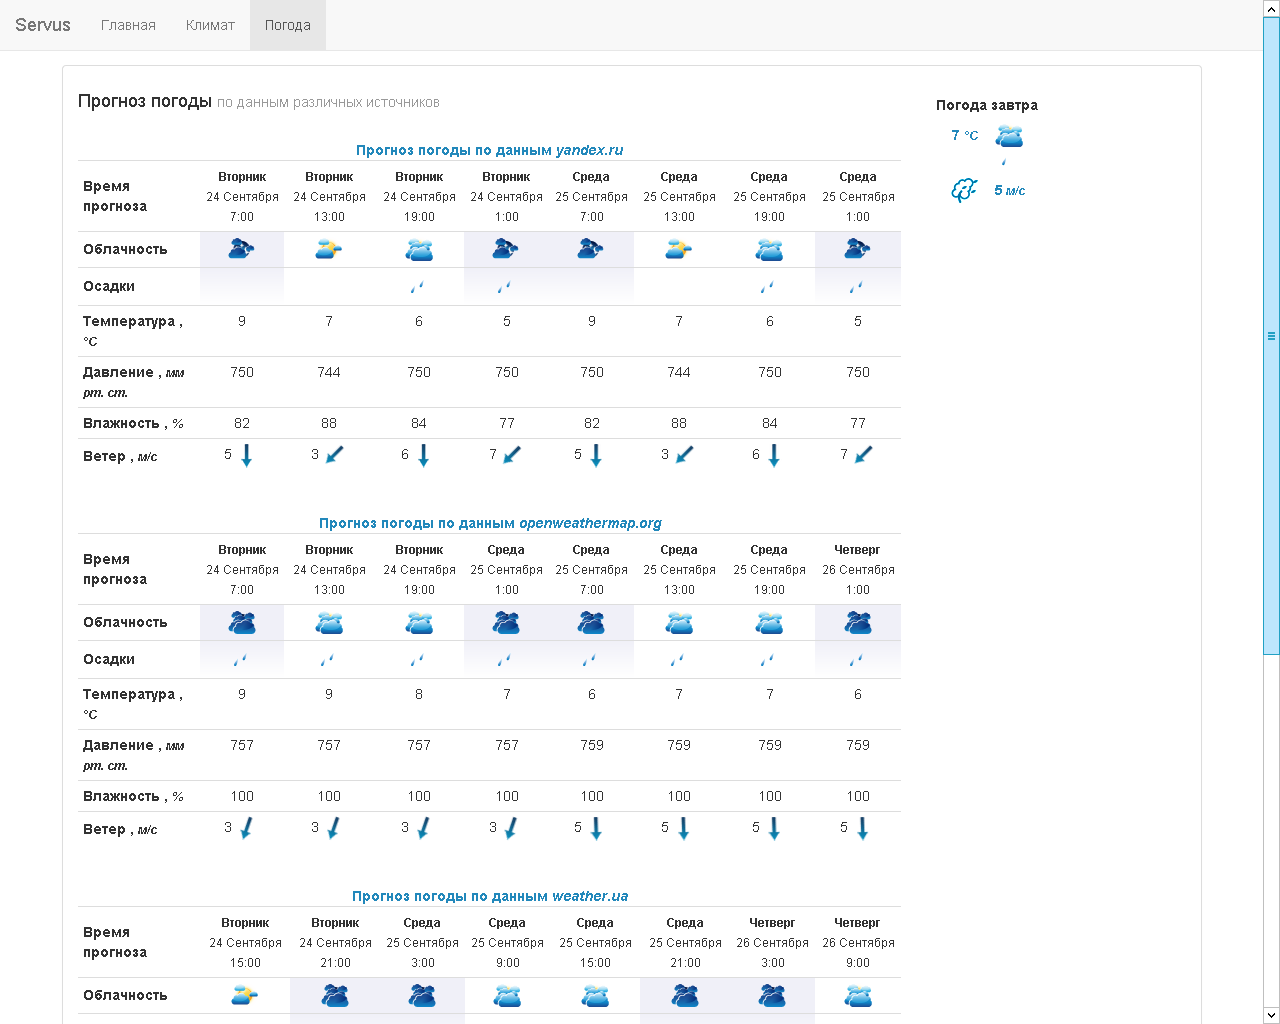 Servus Главная Климат Погода
Прогноз погоды по данным различных источников
Погода завтра
7 °C
5 м/с
Прогноз погоды по данным yandex.ru
Время прогноза
Вторник Вторник Вторник Вторник Среда Среда Среда Среда
24 Сентября 24 Сентября 24 Сентября 24 Сентября 25 Сентября 25 Сентября 25 Сентября 25 Сентября
7:00 13:00 19:00 1:00 7:00 13:00 19:00 1:00
Облачность
Осадки
Температура , °C 9 7 6 5 9 7 6 5
Давление , мм рт. ст. 750 744 750 750 750 744 750 750
Влажность , % 82 88 84 77 82 88 84 77
Ветер , м/с 5 3 6 7 5 3 6 7
Прогноз погоды по данным openweathermap.org
Время прогноза
Вторник Вторник Вторник Среда Среда Среда Среда Четверг
24 Сентября 24 Сентября 24 Сентября 25 Сентября 25 Сентября 25 Сентября 25 Сентября 26 Сентября
7:00 13:00 19:00 1:00 7:00 13:00 19:00 1:00
Облачность
Осадки
Температура , °C 9 9 8 7 6 7 7 6
Давление , мм рт. ст. 757 757 757 757 759 759 759 759
Влажность , % 100 100 100 100 100 100 100 100
Ветер , м/с 3 3 3 3 5 5 5 5
Прогноз погоды по данным weather.ua
Время прогноза
Вторник Вторник Среда Среда Среда Среда Четверг Четверг
24 Сентября 24 Сентября 25 Сентября 25 Сентября 25 Сентября 25 Сентября 26 Сентября 26 Сентября
15:00 21:00 3:00 9:00 15:00 21:00 3:00 9:00
Облачность